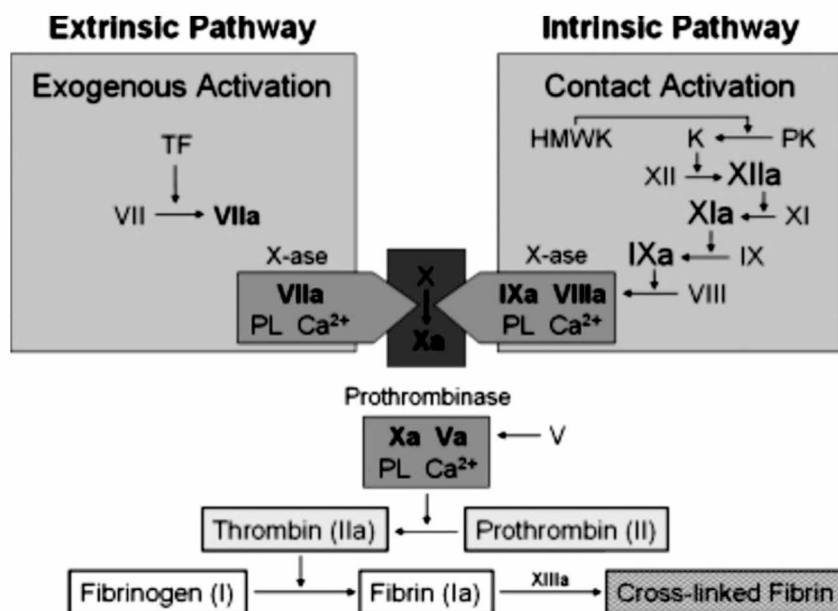 Extrinsic Pathway
Intrinsic Pathway
Exogenous Activation
Contact Activation
TF
HMWK K PK
XII XIIa
VII VIIa
XIa XI
X-ase
X-ase
IXa IX
VIIa
PL Ca²⁺
X
Xa
IXa VIIIa
PL Ca²⁺
VIII
Prothrombinase
Xa Va
PL Ca²⁺
V
Thrombin (IIa)
Prothrombin (II)
Fibrinogen (I)
Fibrin (Ia)
XIIIa
Cross-linked Fibrin